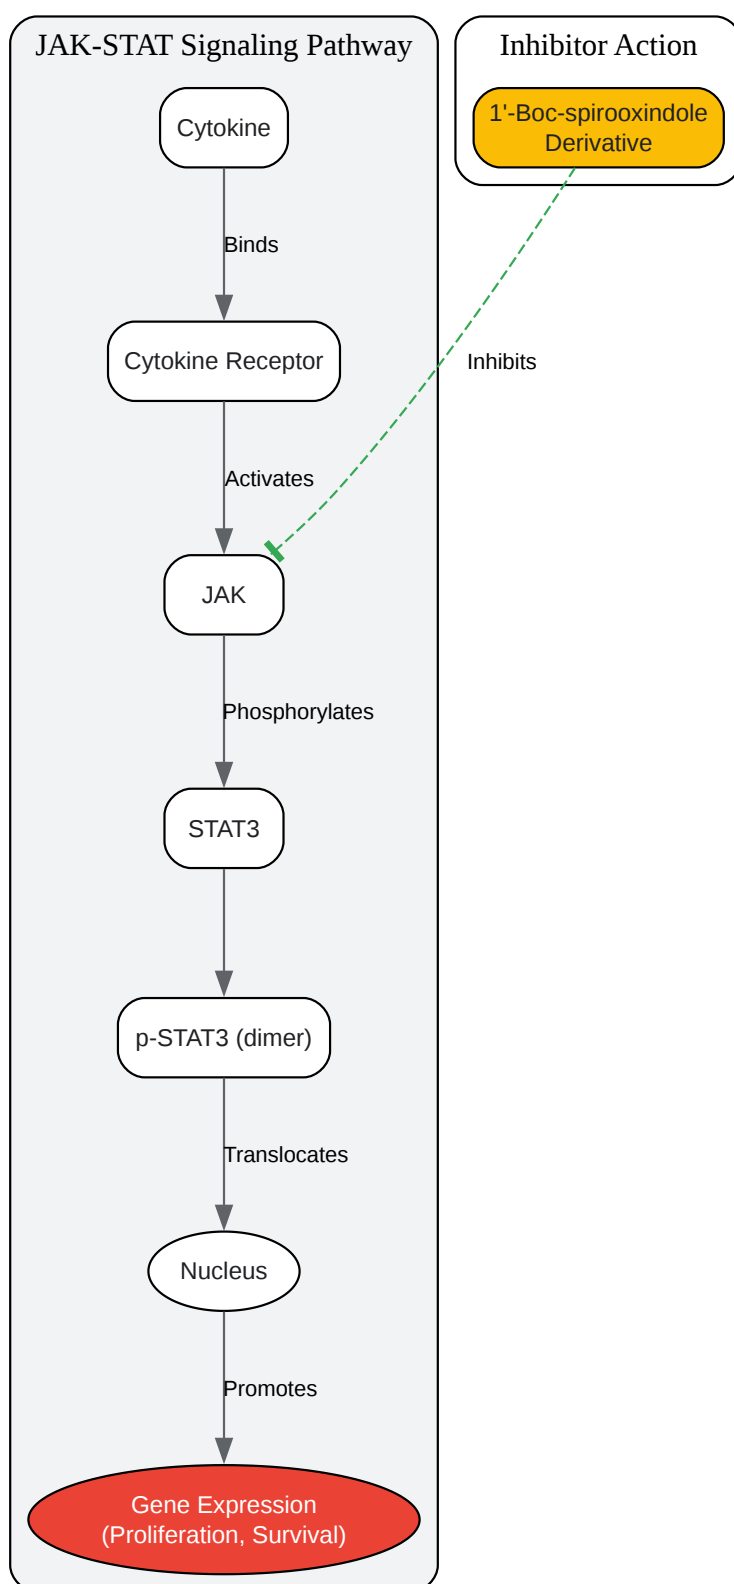 JAK-STAT Signaling Pathway
Inhibitor Action
Cytokine
1'-Boc-spirooxindole
Derivative
Binds
Cytokine Receptor
Inhibits
Activates
JAK
Phosphorylates
STAT3
p-STAT3 (dimer)
Translocates
Nucleus
Promotes
Gene Expression
(Proliferation, Survival)